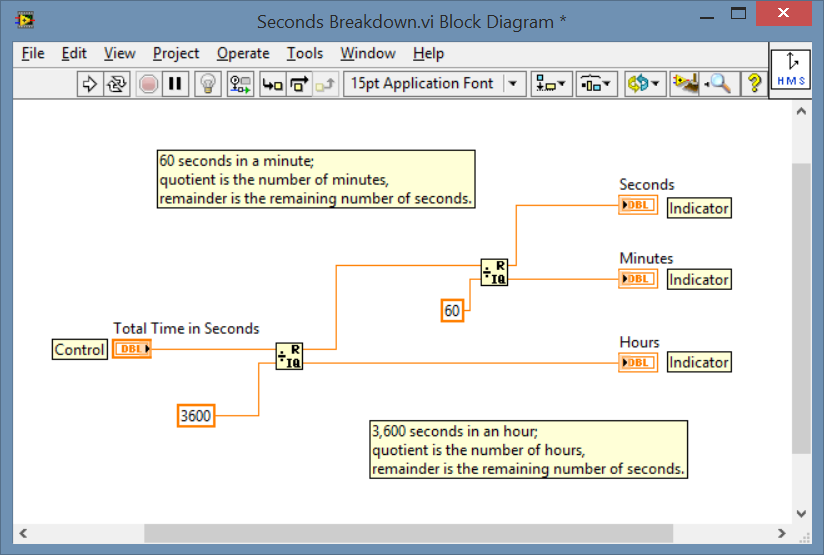 Seconds Breakdown.vi Block Diagram *
File Edit View Project Operate Tools Window Help
15pt Application Font
HMS
60 seconds in a minute;
quotient is the number of minutes,
remainder is the remaining number of seconds.
Seconds
DBL
Indicator
R
IQ
Minutes
DBL
Indicator
60
Total Time in Seconds
Control
DBL
R
IQ
Hours
DBL
Indicator
3600
3,600 seconds in an hour;
quotient is the number of hours,
remainder is the remaining number of seconds.